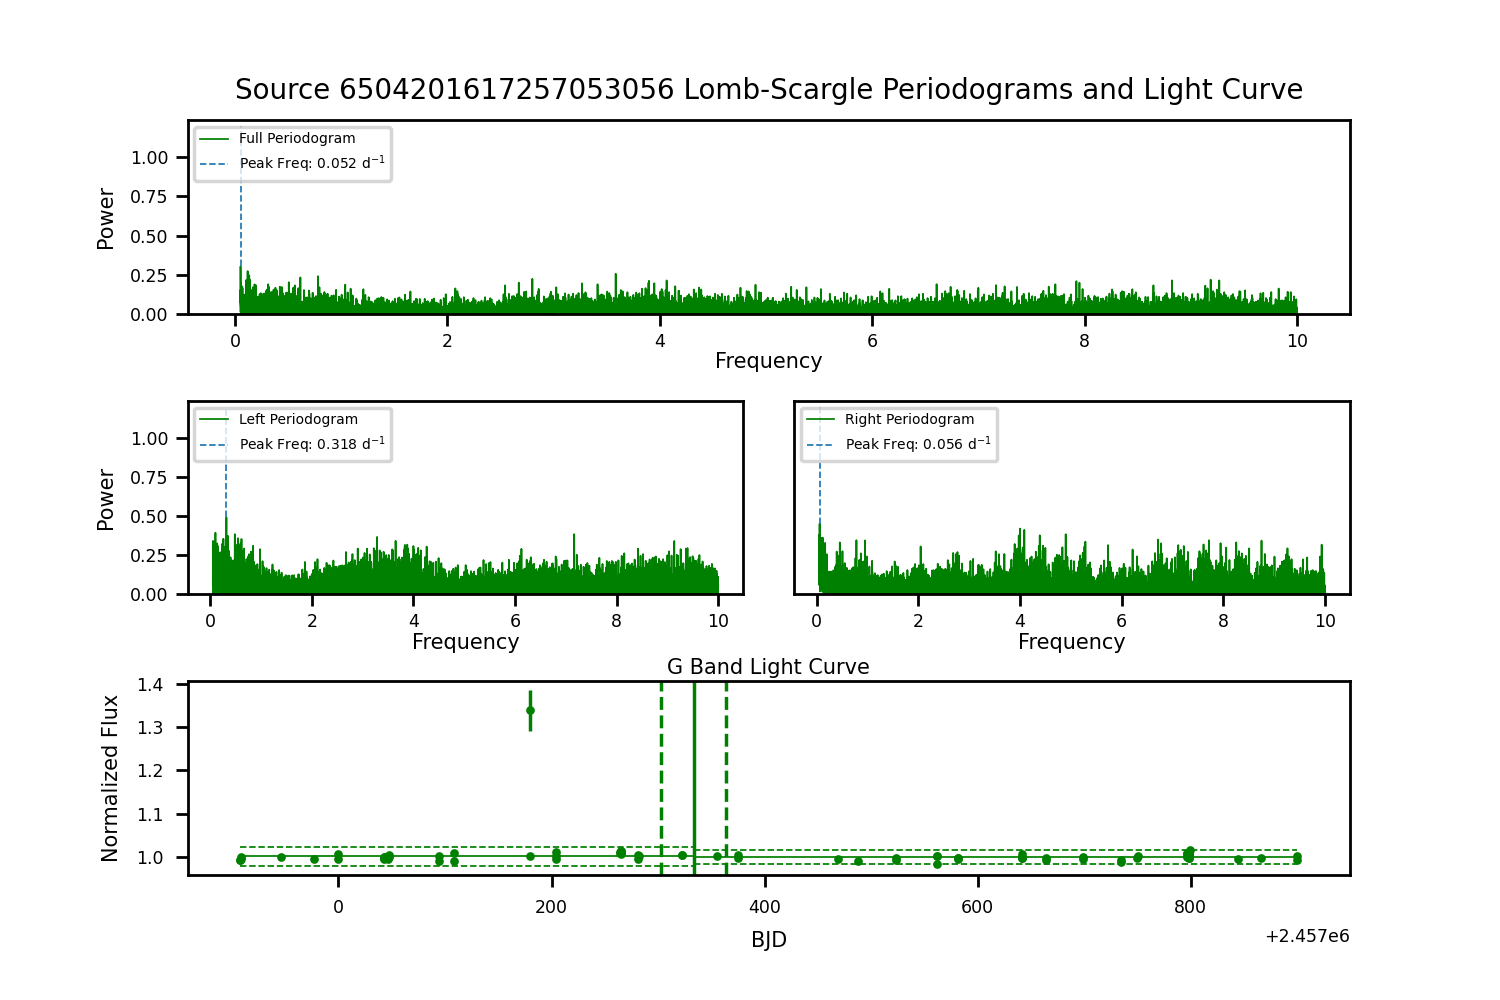 Source 6504201617257053056 Lomb-Scargle Periodograms and Light Curve
Full Periodogram
Peak Freq: 0.052 d⁻¹
1.00
0.75
0.50
0.25
0.00
Power
0 2 4 6 8 10
Frequency
Left Periodogram
Peak Freq: 0.318 d⁻¹
1.00
0.75
0.50
0.25
0.00
Power
0 2 4 6 8 10
Frequency
Right Periodogram
Peak Freq: 0.056 d⁻¹
0 2 4 6 8 10
Frequency
G Band Light Curve
1.4
1.3
1.2
1.1
1.0
Normalized Flux
0 200 400 600 800
BJD
+2.457e6